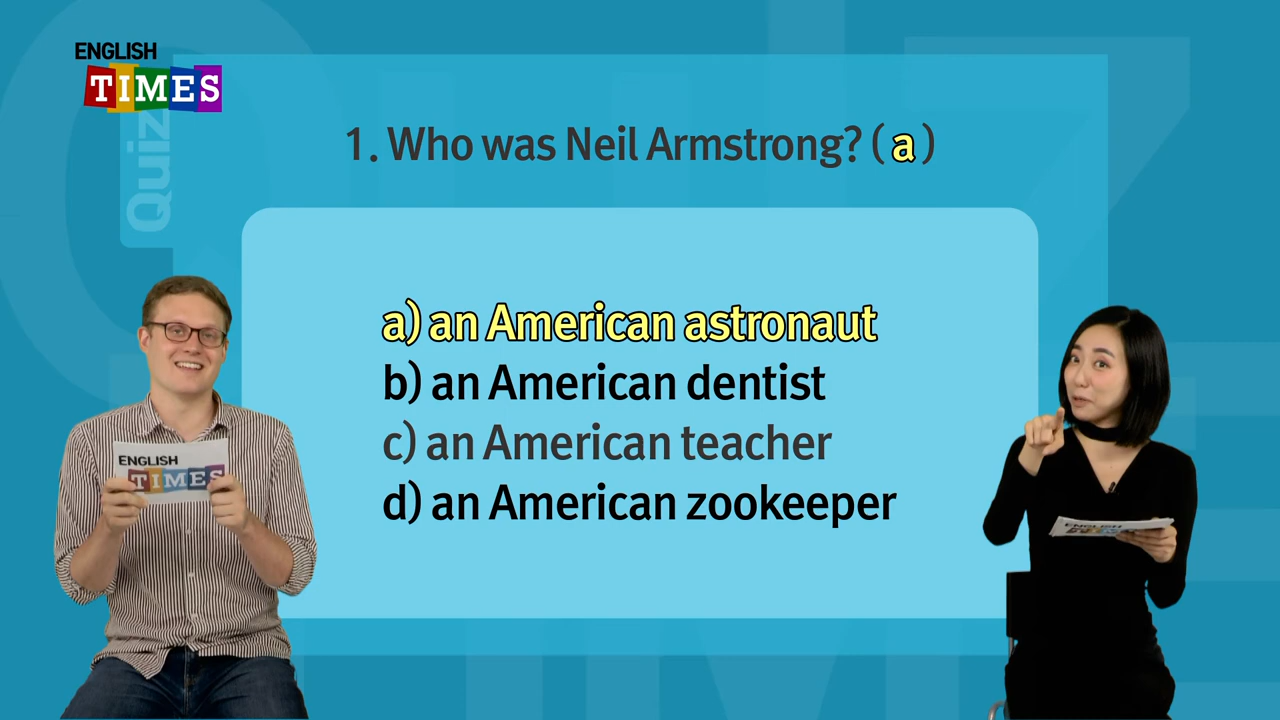 ENGLISH
TIMES
Quiz
1. Who was Neil Armstrong? ( a )
a) an American astronaut
b) an American dentist
c) an American teacher
d) an American zookeeper
ENGLISH
TIMES
ENGLISH